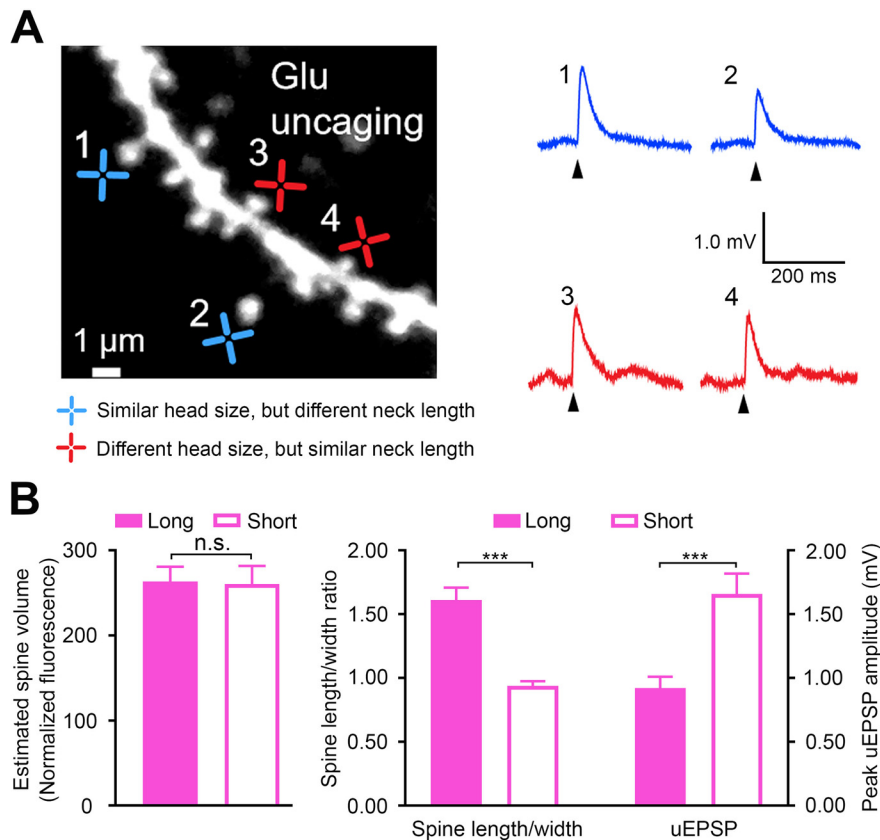 A
Glu
uncaging
1
2
3
4
1 μm
Similar head size, but different neck length
Different head size, but similar neck length
1
2
1.0 mV
200 ms
3
4
B
Long
Short
n.s.
300
200
100
0
Estimated spine volume
(Normalized fluorescence)
Long
Short
***
***
2.00
1.50
1.00
0.50
0.00
Spine length/width ratio
2.00
1.50
1.00
0.50
0.00
Peak uEPSP amplitude (mV)
Spine length/width
uEPSP